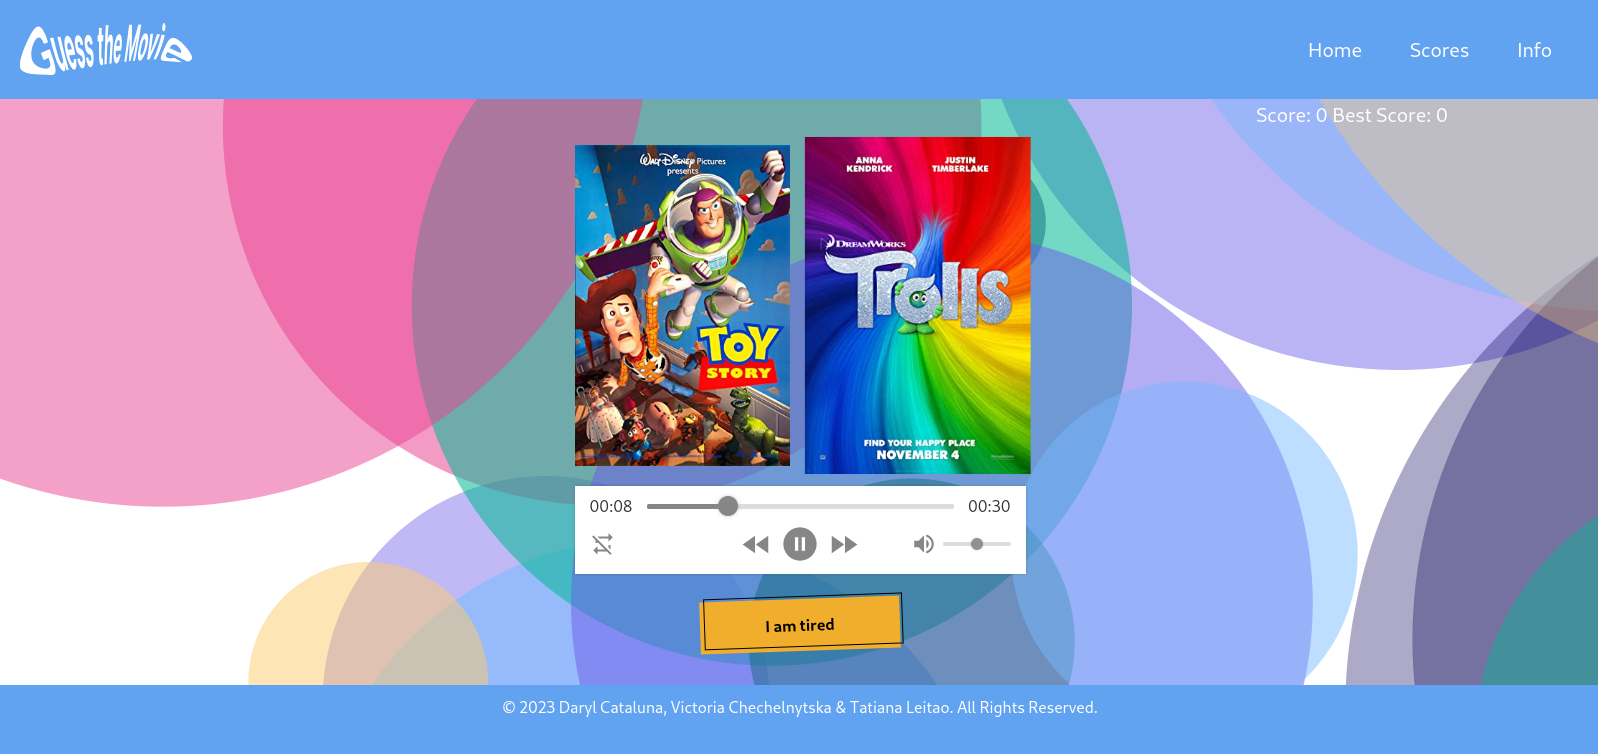 Guess the Movie
Home Scores Info
Score: 0 Best Score: 0
WALT DISNEY PICTURES
presents
TOY
STORY
ANNA KENDRICK
JUSTIN TIMBERLAKE
DREAMWORKS
Trolls
FIND YOUR HAPPY PLACE
NOVEMBER 4
00:08 00:30
I am tired
© 2023 Daryl Cataluna, Victoria Chechelnytska & Tatiana Leitao. All Rights Reserved.